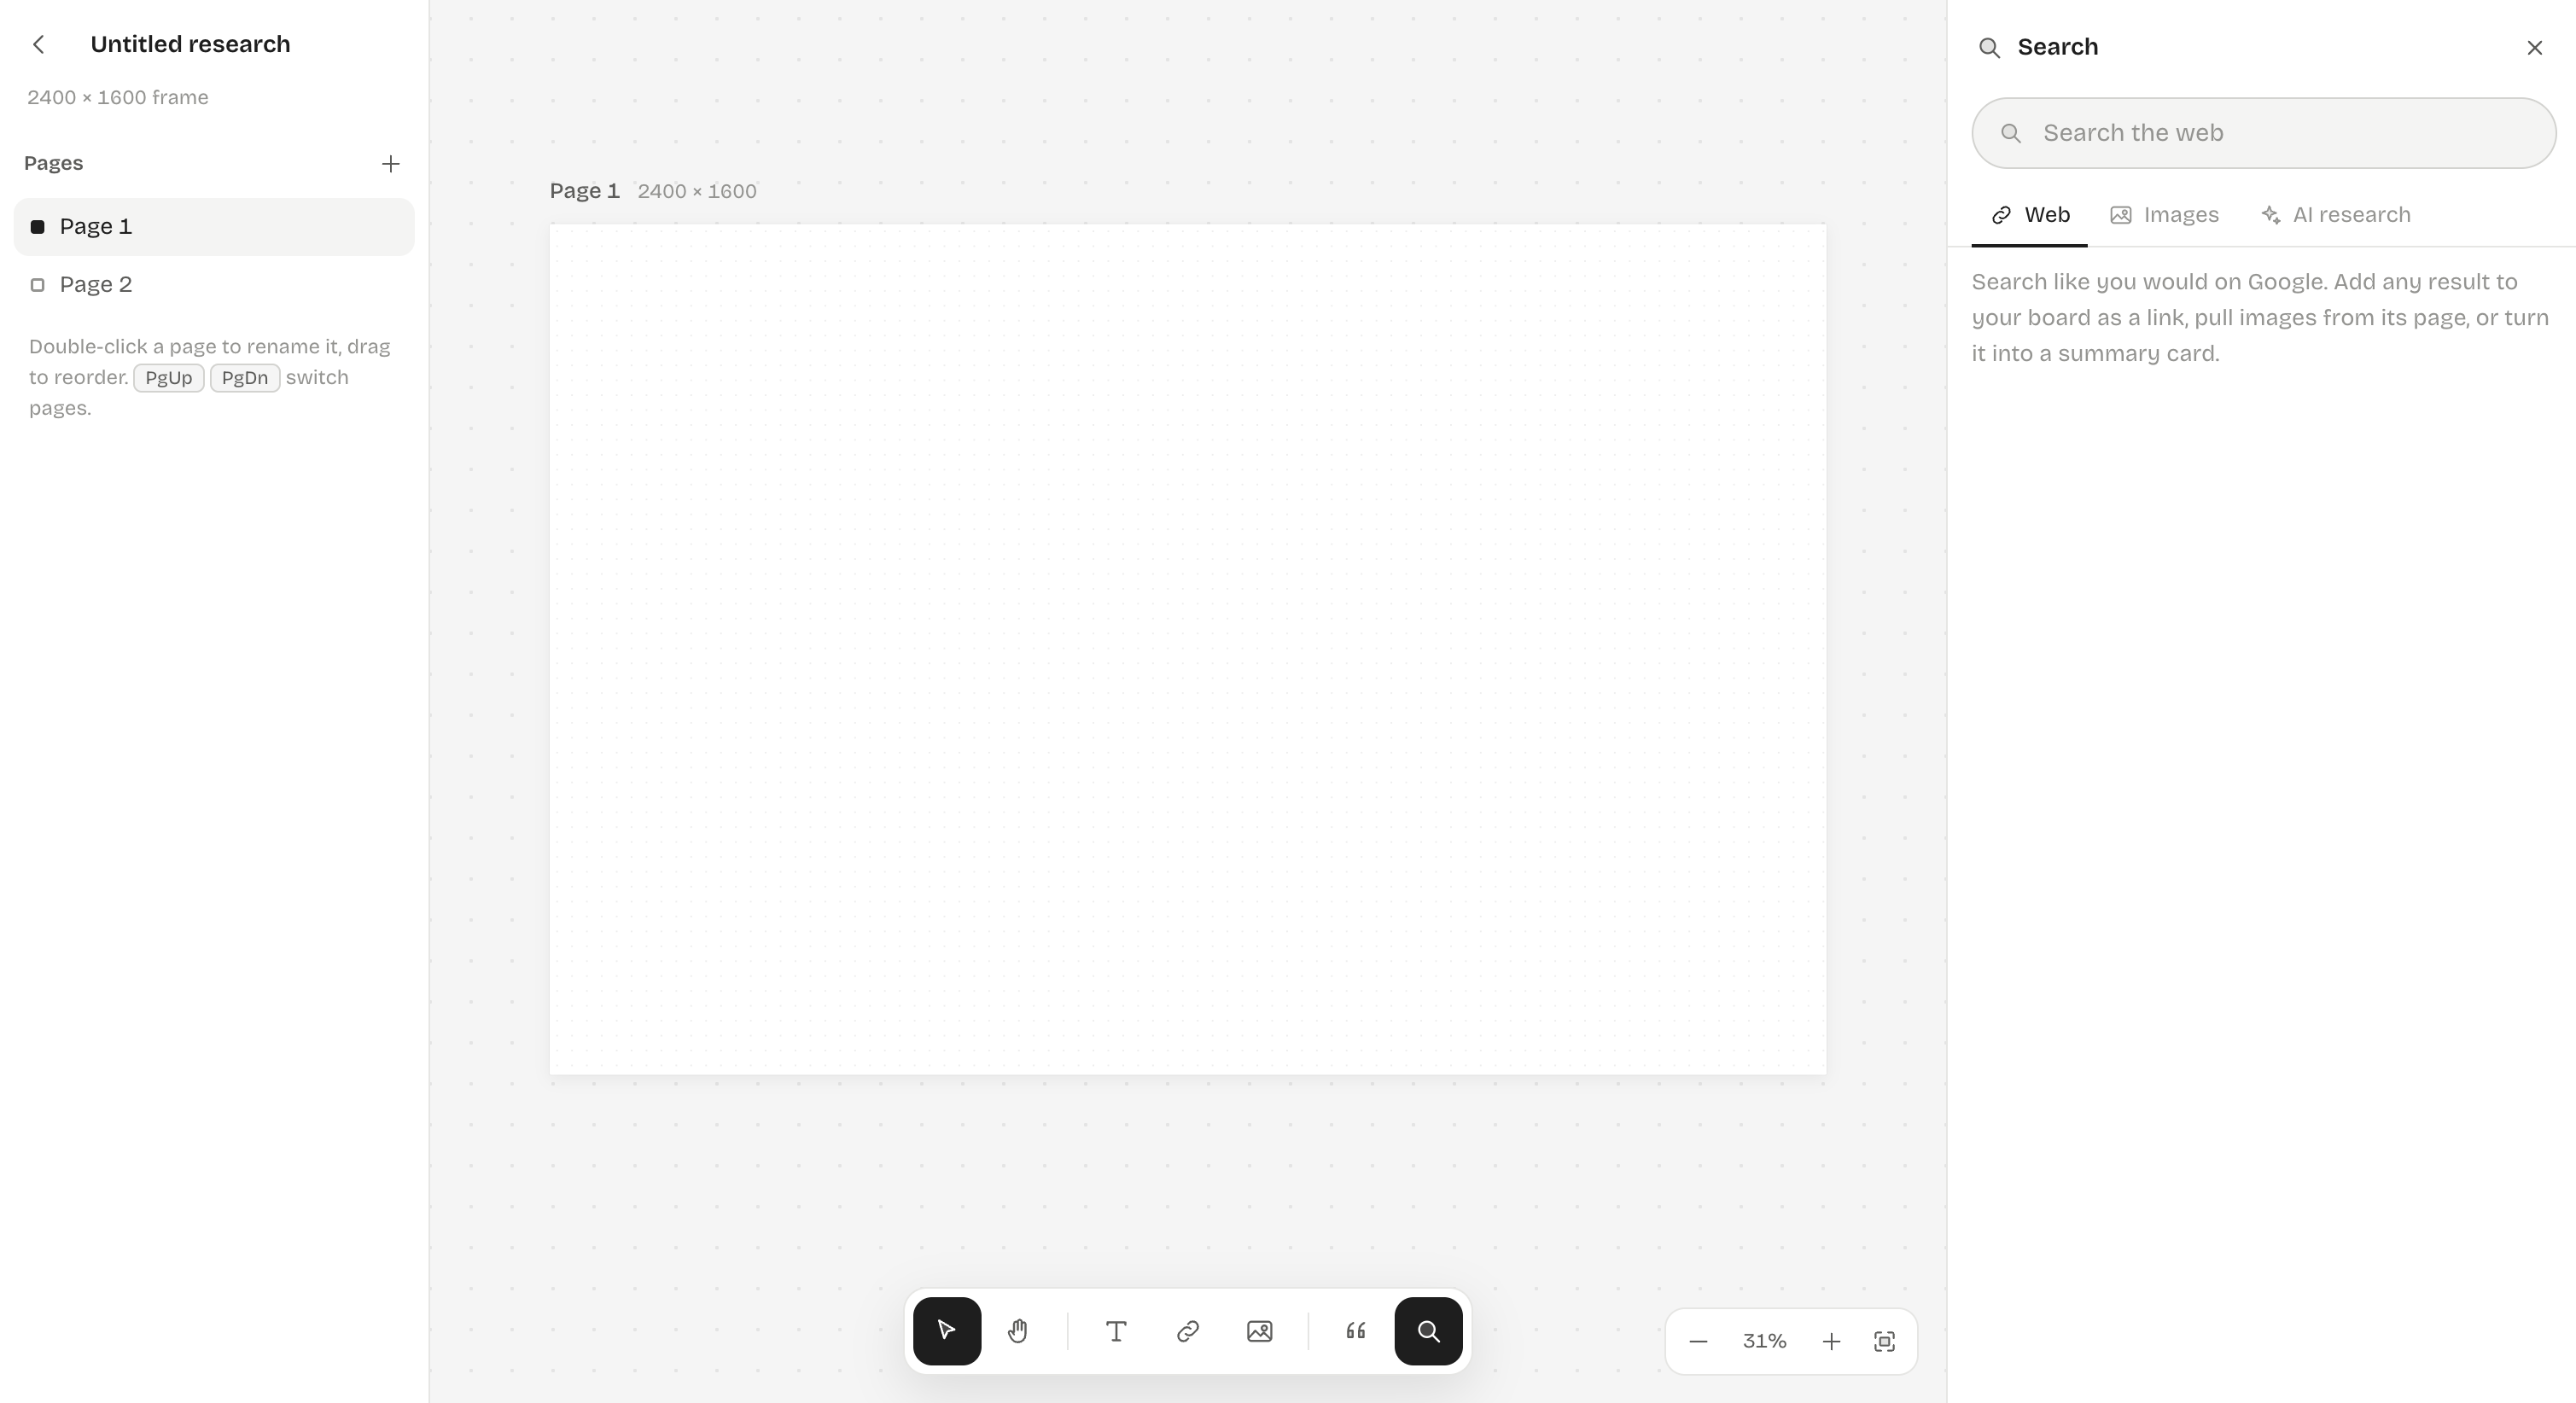 Untitled research
2400 × 1600 frame
Pages
Page 1
Page 2
Double-click a page to rename it, drag
to reorder. PgUp PgDn switch
pages.
Page 1 2400 × 1600
31%
Search
Search the web
Web Images AI research
Search like you would on Google. Add any result to
your board as a link, pull images from its page, or turn
it into a summary card.